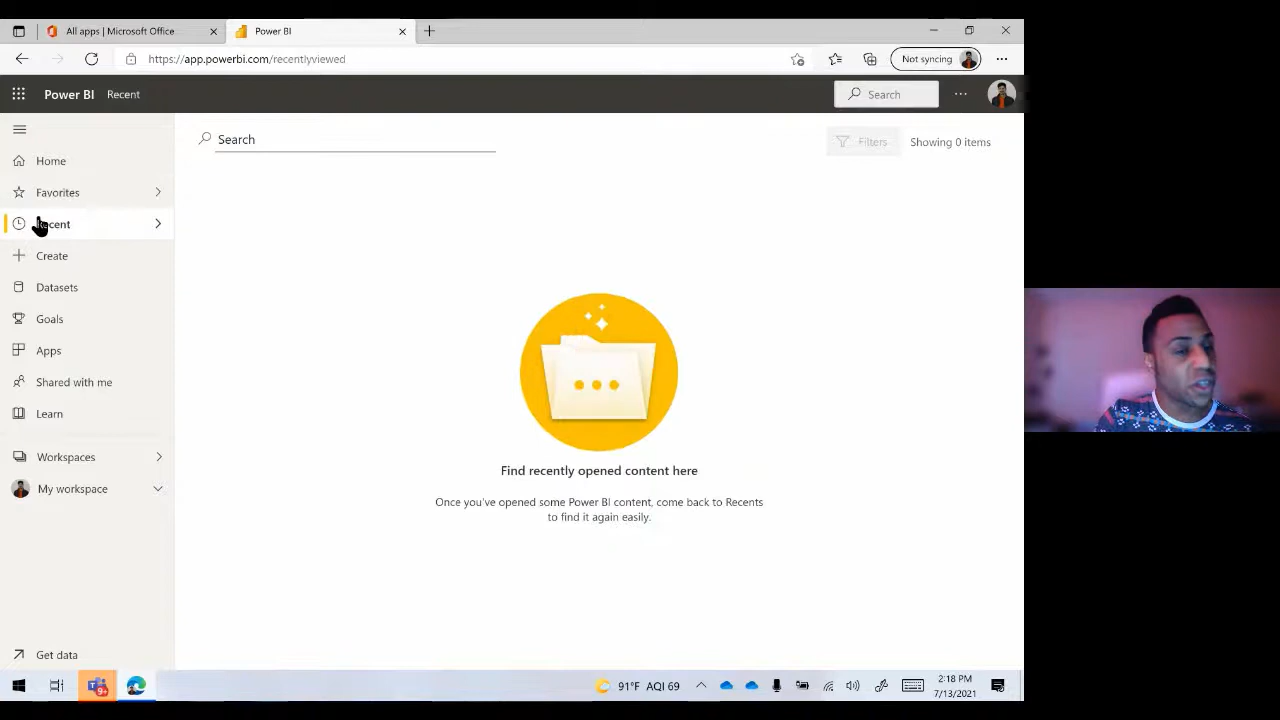 All apps | Microsoft Office
Power BI
https://app.powerbi.com/recentlyviewed
Not syncing
Power BI
Recent
Search
Search
Filters
Showing 0 items
Home
Favorites
Recent
Create
Datasets
Goals
Apps
Shared with me
Learn
Workspaces
My workspace
Get data
Find recently opened content here
Once you've opened some Power BI content, come back to Recents
to find it again easily.
9+
91°F AQI 69
2:18 PM
7/13/2021